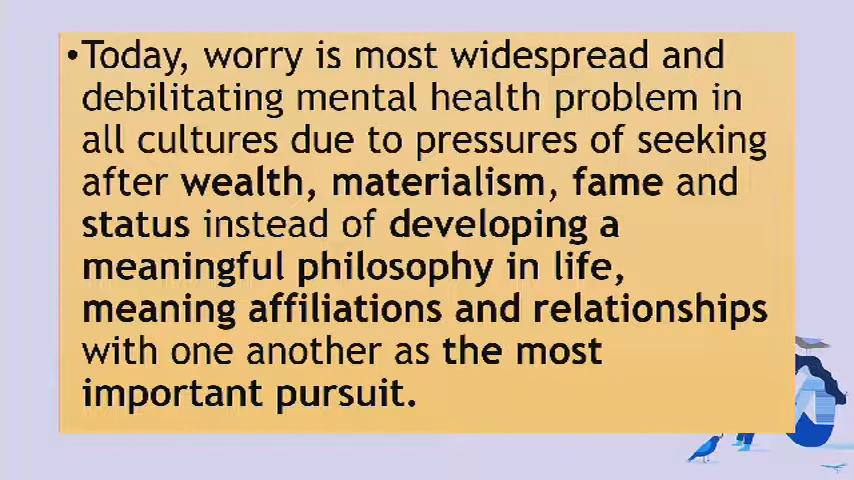 •Today, worry is most widespread and
debilitating mental health problem in
all cultures due to pressures of seeking
after wealth, materialism, fame and
status instead of developing a
meaningful philosophy in life,
meaning affiliations and relationships
with one another as the most
important pursuit.